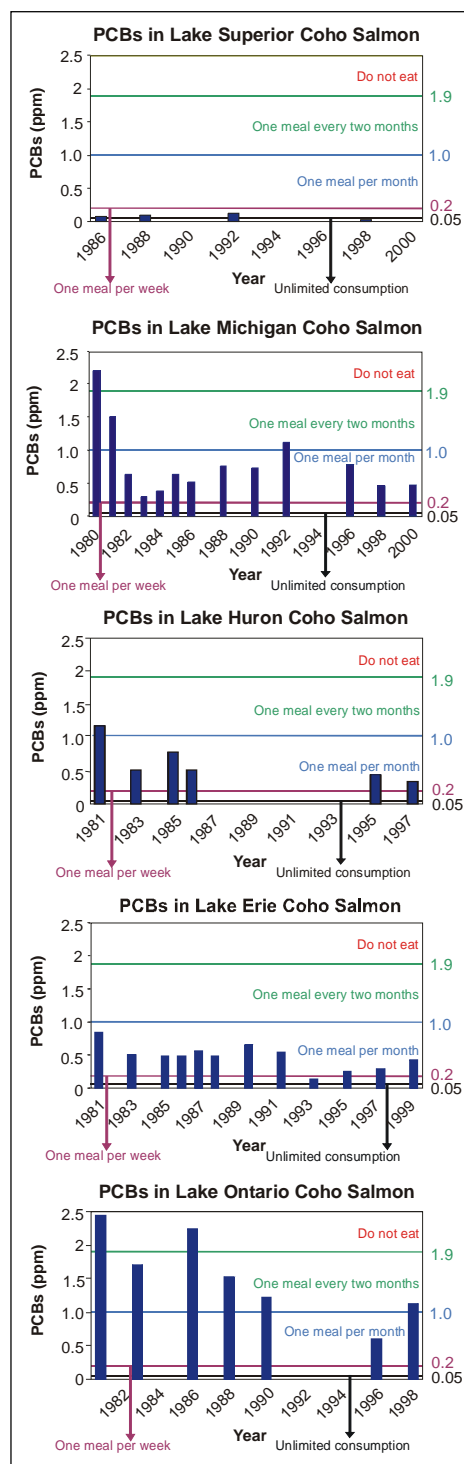 PCBs in Lake Superior Coho Salmon
PCBs (ppm)
2.5
2.0
1.5
1.0
0.5
0
Do not eat
1.9
One meal every two months
1.0
One meal per month
0.2
0.05
1986 1988 1990 1992 1994 1996 1998 2000
Year
One meal per week
Unlimited consumption
PCBs in Lake Michigan Coho Salmon
PCBs (ppm)
2.5
2
1.5
1.0
0.5
0
Do not eat
1.9
One meal every two months
1.0
One meal per month
0.2
0.05
1980 1982 1984 1986 1988 1990 1992 1994 1996 1998 2000
Year
One meal per week
Unlimited consumption
PCBs in Lake Huron Coho Salmon
PCBs (ppm)
2.5
2
1.5
1.0
0.5
0
Do not eat
1.9
One meal every two months
1.0
One meal per month
0.2
0.05
1981 1983 1985 1987 1989 1991 1993 1995 1997
Year
One meal per week
Unlimited consumption
PCBs in Lake Erie Coho Salmon
PCBs (ppm)
2.5
2
1.5
1.0
0.5
0
Do not eat
1.9
One meal every two months
1.0
One meal per month
0.2
0.05
1981 1983 1985 1987 1989 1991 1993 1995 1997 1999
Year
One meal per week
Unlimited consumption
PCBs in Lake Ontario Coho Salmon
PCBs (ppm)
2.5
2.0
1.5
1.0
0.5
0
Do not eat
1.9
One meal every two months
1.0
One meal per month
0.2
0.05
1982 1984 1986 1988 1990 1992 1994 1996 1998
Year
One meal per week
Unlimited consumption